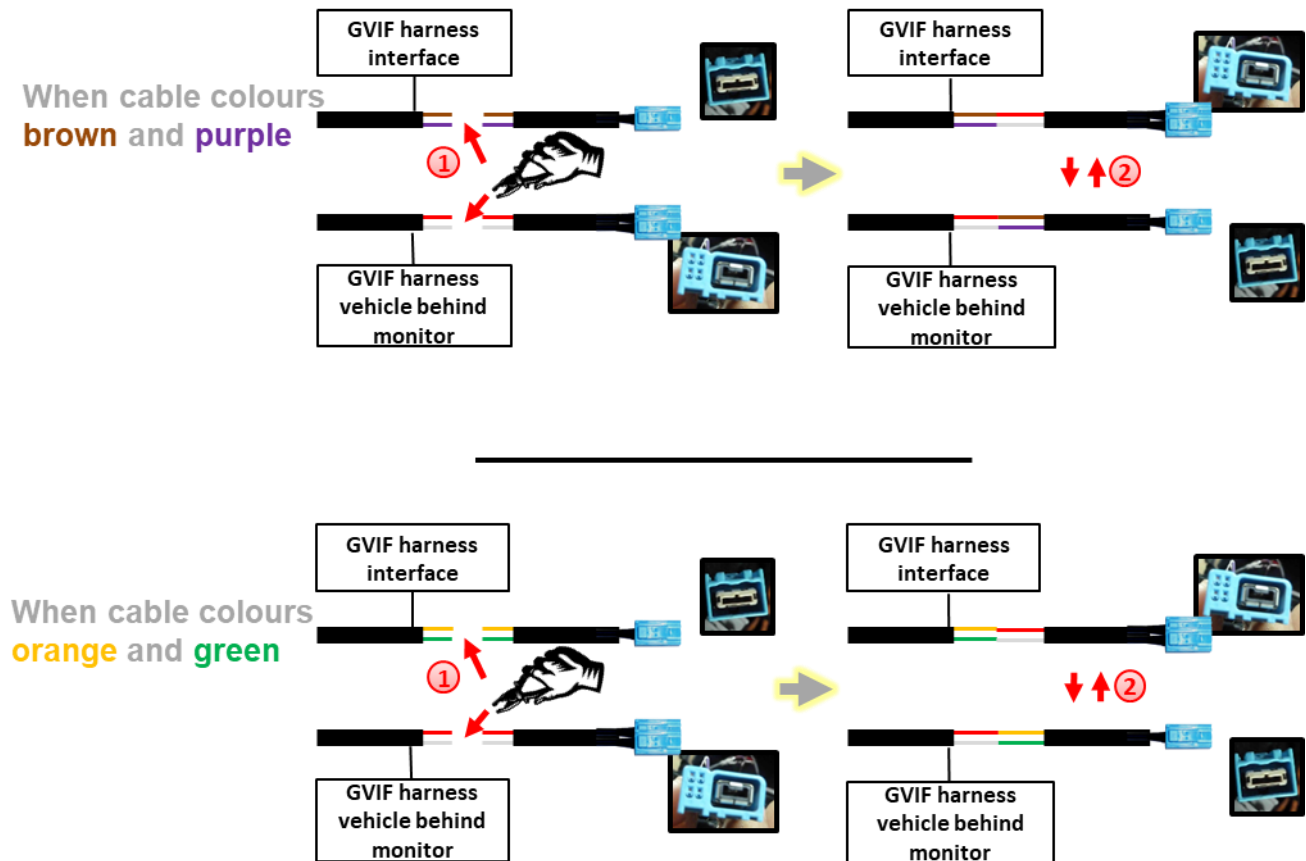 GVIF harness
interface
GVIF harness
interface
When cable colours
brown and purple
1
2
GVIF harness
vehicle behind
monitor
GVIF harness
vehicle behind
monitor
GVIF harness
interface
GVIF harness
interface
When cable colours
orange and green
1
2
GVIF harness
vehicle behind
monitor
GVIF harness
vehicle behind
monitor